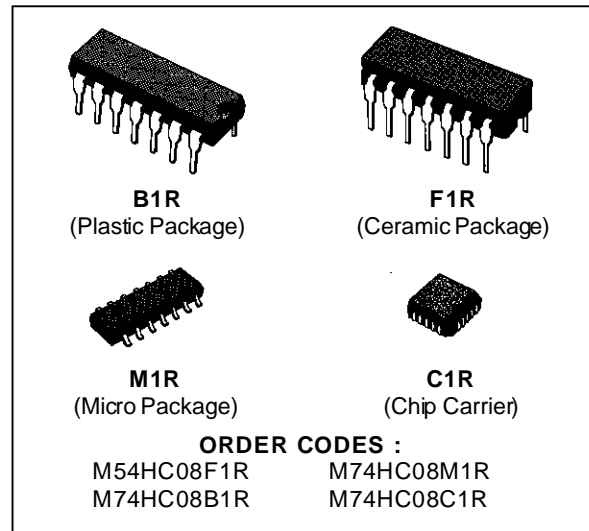 B1R F1R
(Plastic Package) (Ceramic Package)
M1R C1R
(Micro Package) (Chip Carrier)
ORDER CODES :
M54HC08F1R M74HC08M1R
M74HC08B1R M74HC08C1R